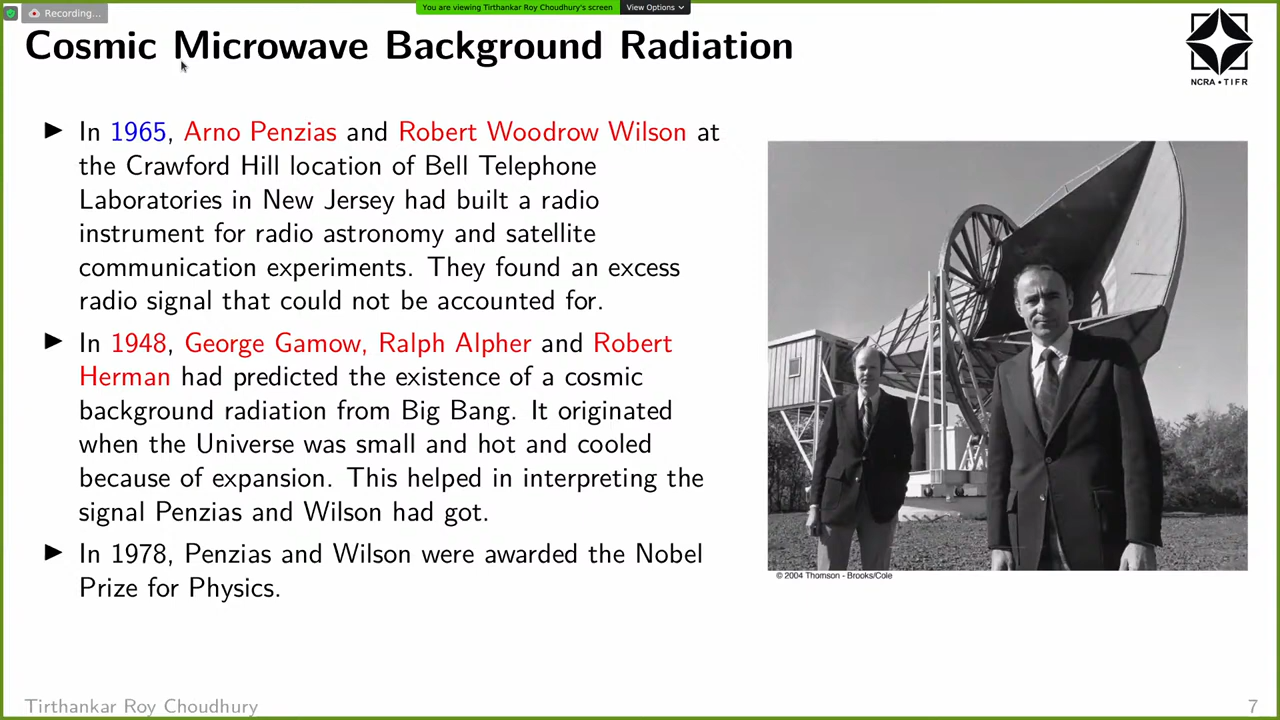 Recording...
You are viewing Tirthankar Roy Choudhury's screen
View Options
Cosmic Microwave Background Radiation
NCRA • TIFR
In 1965, Arno Penzias and Robert Woodrow Wilson at
the Crawford Hill location of Bell Telephone
Laboratories in New Jersey had built a radio
instrument for radio astronomy and satellite
communication experiments. They found an excess
radio signal that could not be accounted for.
In 1948, George Gamow, Ralph Alpher and Robert
Herman had predicted the existence of a cosmic
background radiation from Big Bang. It originated
when the Universe was small and hot and cooled
because of expansion. This helped in interpreting the
signal Penzias and Wilson had got.
In 1978, Penzias and Wilson were awarded the Nobel
Prize for Physics.
© 2004 Thomson - Brooks/Cole
Tirthankar Roy Choudhury
7